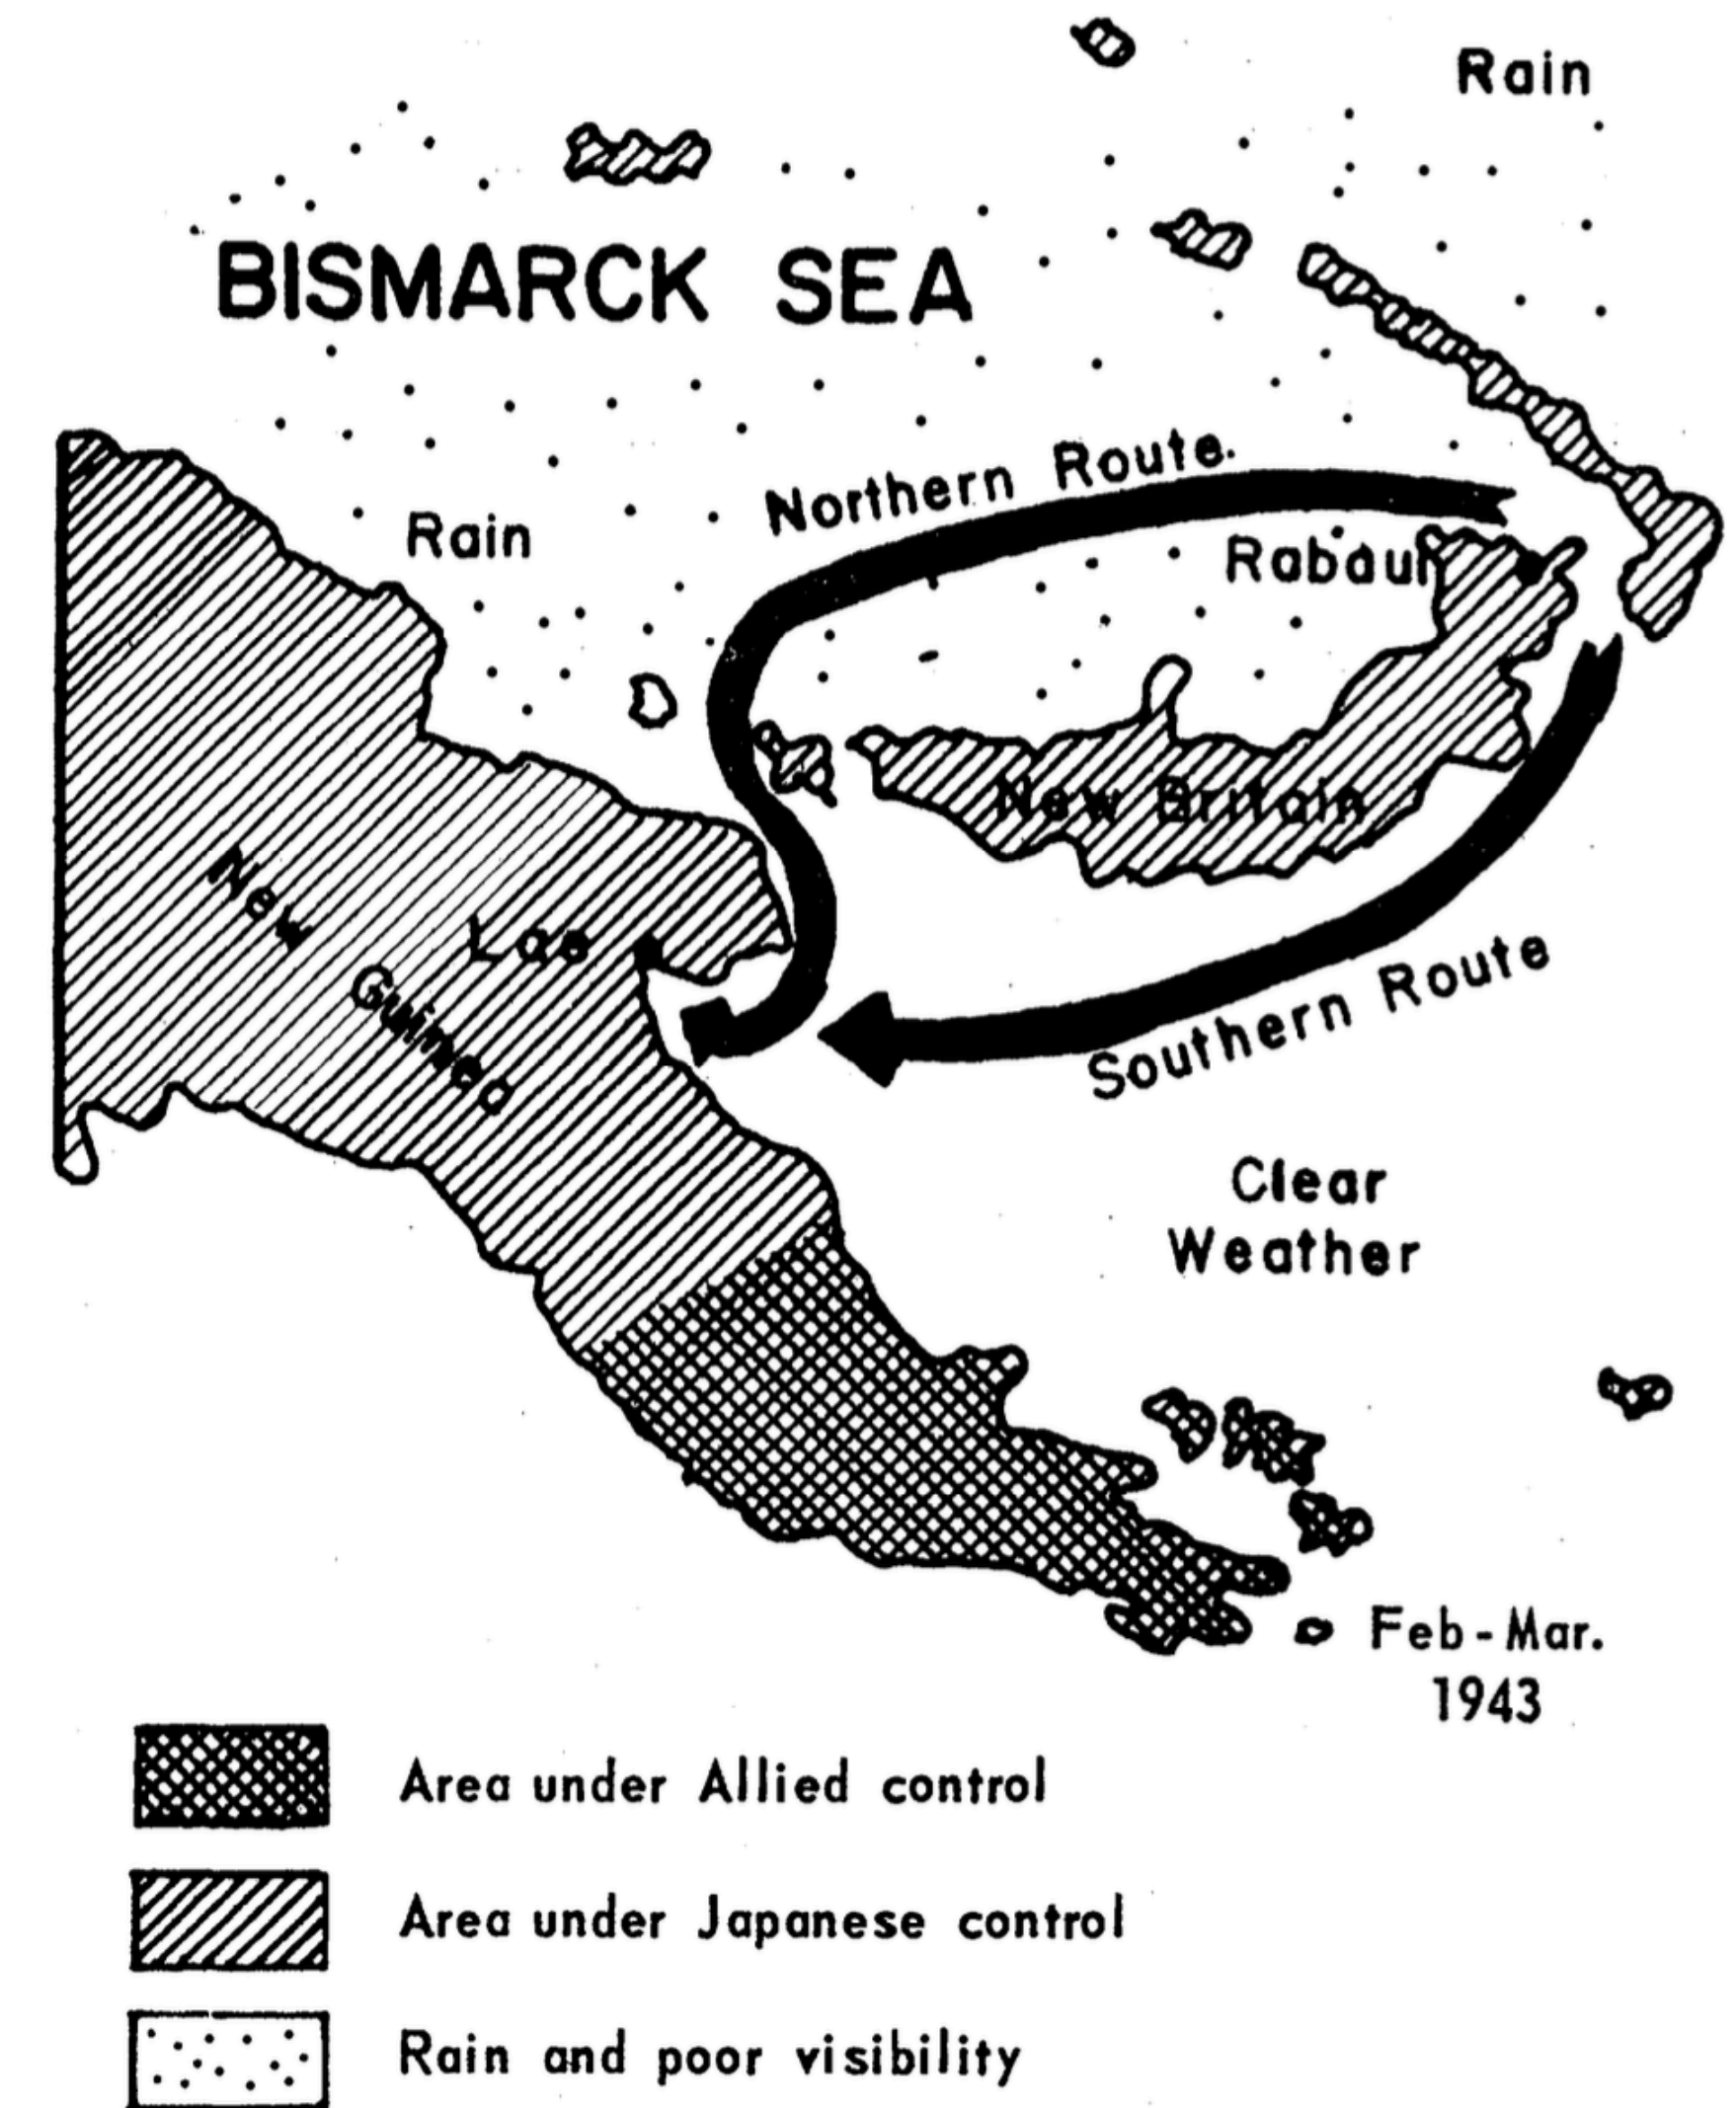 Rain
BISMARCK SEA
Northern Route.
Rain
Rabaul
New Britain
New Guinea
Lae
Southern Route
Clear
Weather
Feb-Mar.
1943
Area under Allied control
Area under Japanese control
Rain and poor visibility